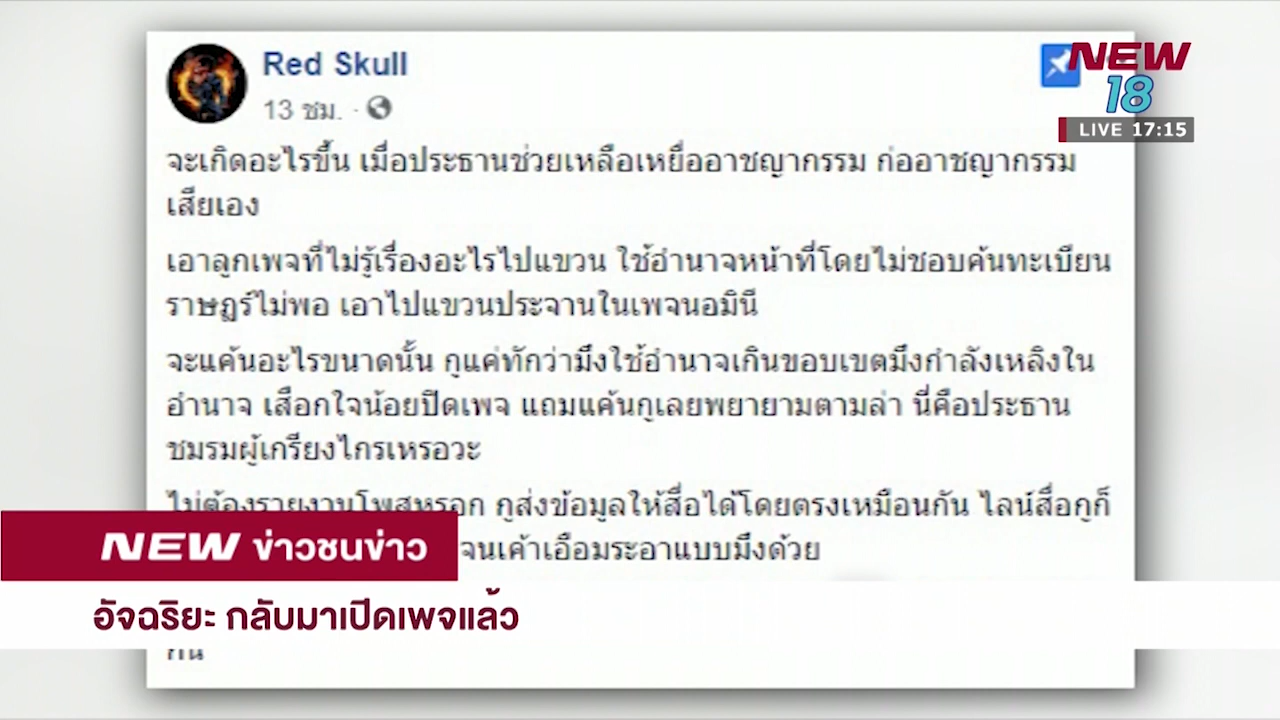 Red Skull
13 ชม.
NEW
18
LIVE 17:15
จะเกิดอะไรขึ้น เมื่อประธานช่วยเหลือเหยื่ออาชญากรรม ก่ออาชญากรรม
เสียเอง
เอาลูกเพจที่ไม่รู้เรื่องอะไรไปแขวน ใช้อำนาจหน้าที่โดยไม่ชอบค้นทะเบียน
ราษฎร์ไม่พอ เอาไปแขวนประจานในเพจนอมินี
จะแค้นอะไรขนาดนั้น กูแค่ทักว่ามึงใช้อำนาจเกินขอบเขตมึงกำลังเหลิงใน
อำนาจ เสือกใจน้อยปิดเพจ แถมแค้นกูเลยพยายามตามล่า นี่คือประธาน
ชมรมผู้เกรียงไกรเหรอวะ
ไม่ต้องรายงานโพสหรอก กูส่งข้อมูลให้สื่อได้โดยตรงเหมือนกัน ไลน์สื่อกูก็
จนเค้าเอือมระอาแบบมึงด้วย
NEW ข่าวชนข่าว
อัจฉริยะ กลับมาเปิดเพจแล้ว